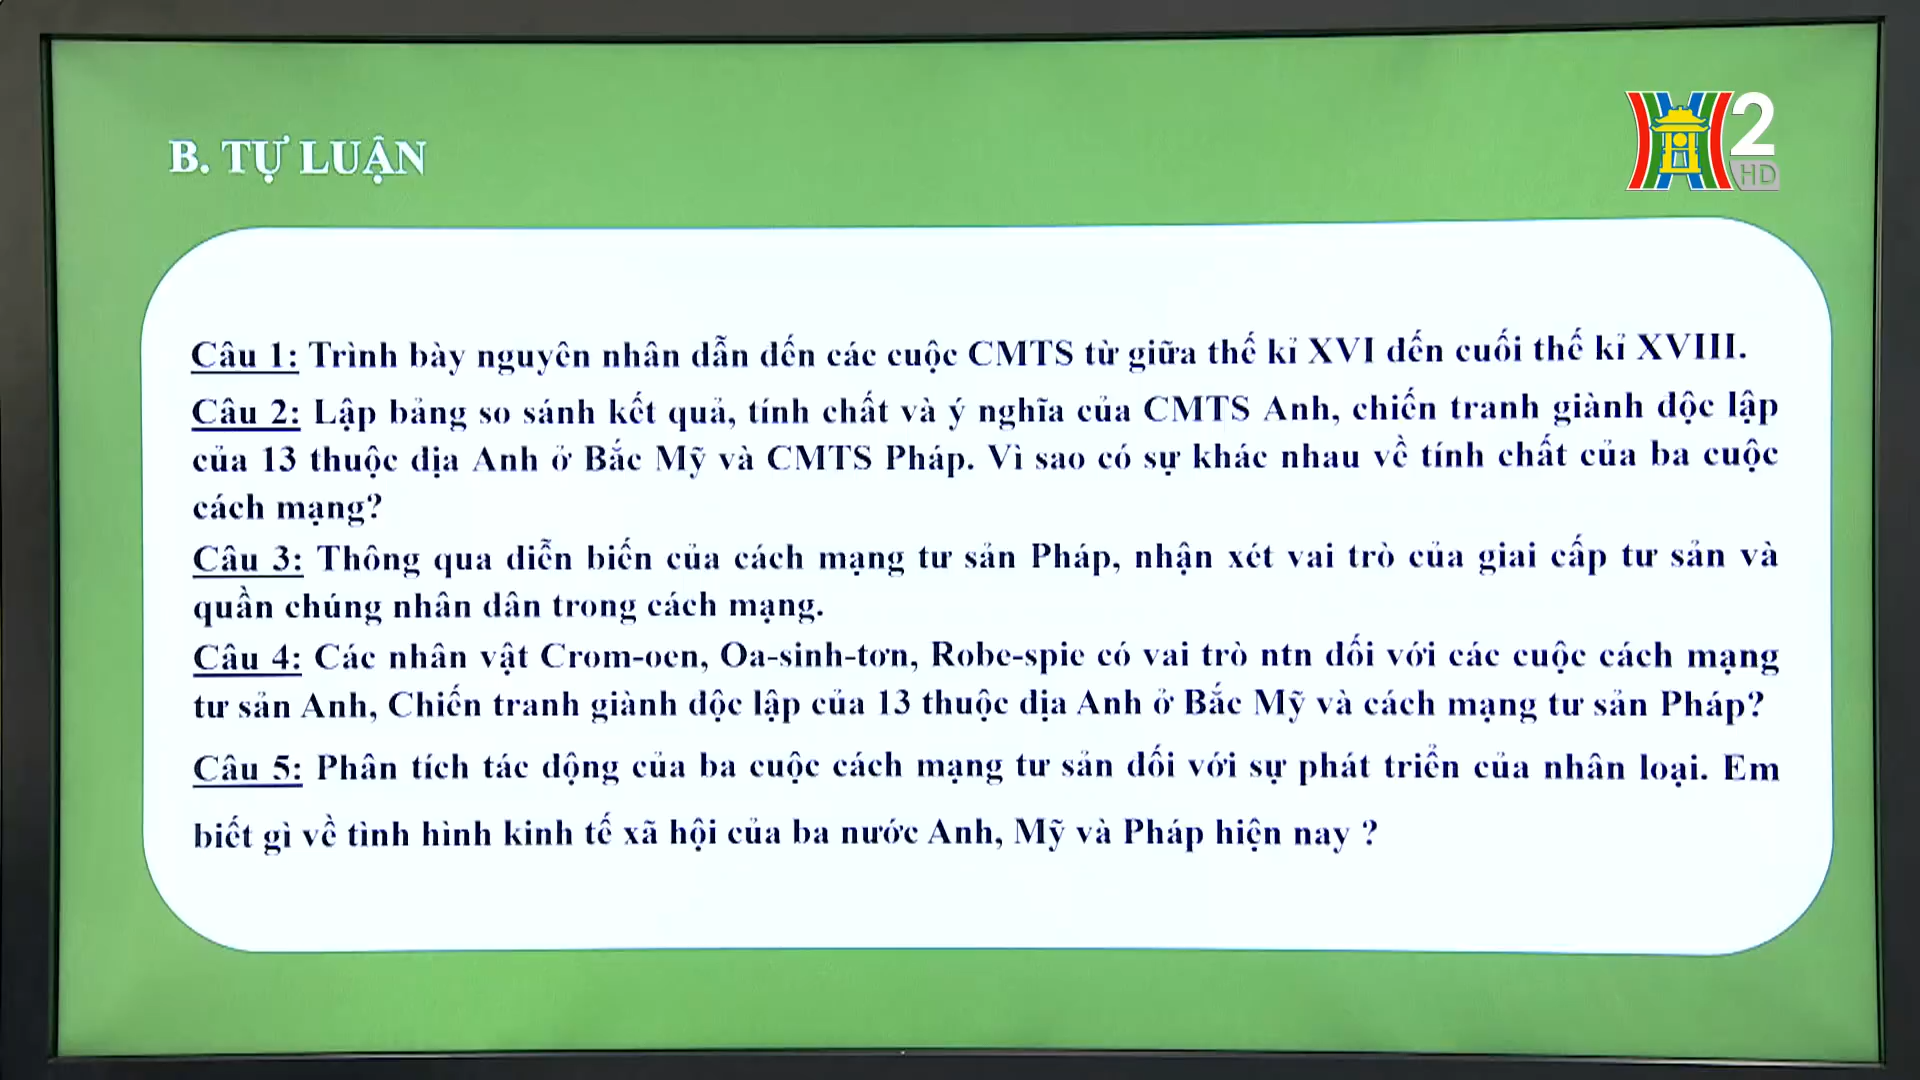 2
HD
B. TỰ LUẬN
Câu 1: Trình bày nguyên nhân dẫn đến các cuộc CMTS từ giữa thế kỉ XVI đến cuối thế kỉ XVIII.
Câu 2: Lập bảng so sánh kết quả, tính chất và ý nghĩa của CMTS Anh, chiến tranh giành độc lập
của 13 thuộc địa Anh ở Bắc Mỹ và CMTS Pháp. Vì sao có sự khác nhau về tính chất của ba cuộc
cách mạng?
Câu 3: Thông qua diễn biến của cách mạng tư sản Pháp, nhận xét vai trò của giai cấp tư sản và
quần chúng nhân dân trong cách mạng.
Câu 4: Các nhân vật Crom-oen, Oa-sinh-tơn, Robe-spie có vai trò ntn đối với các cuộc cách mạng
tư sản Anh, Chiến tranh giành độc lập của 13 thuộc địa Anh ở Bắc Mỹ và cách mạng tư sản Pháp?
Câu 5: Phân tích tác động của ba cuộc cách mạng tư sản đối với sự phát triển của nhân loại. Em
biết gì về tình hình kinh tế xã hội của ba nước Anh, Mỹ và Pháp hiện nay ?